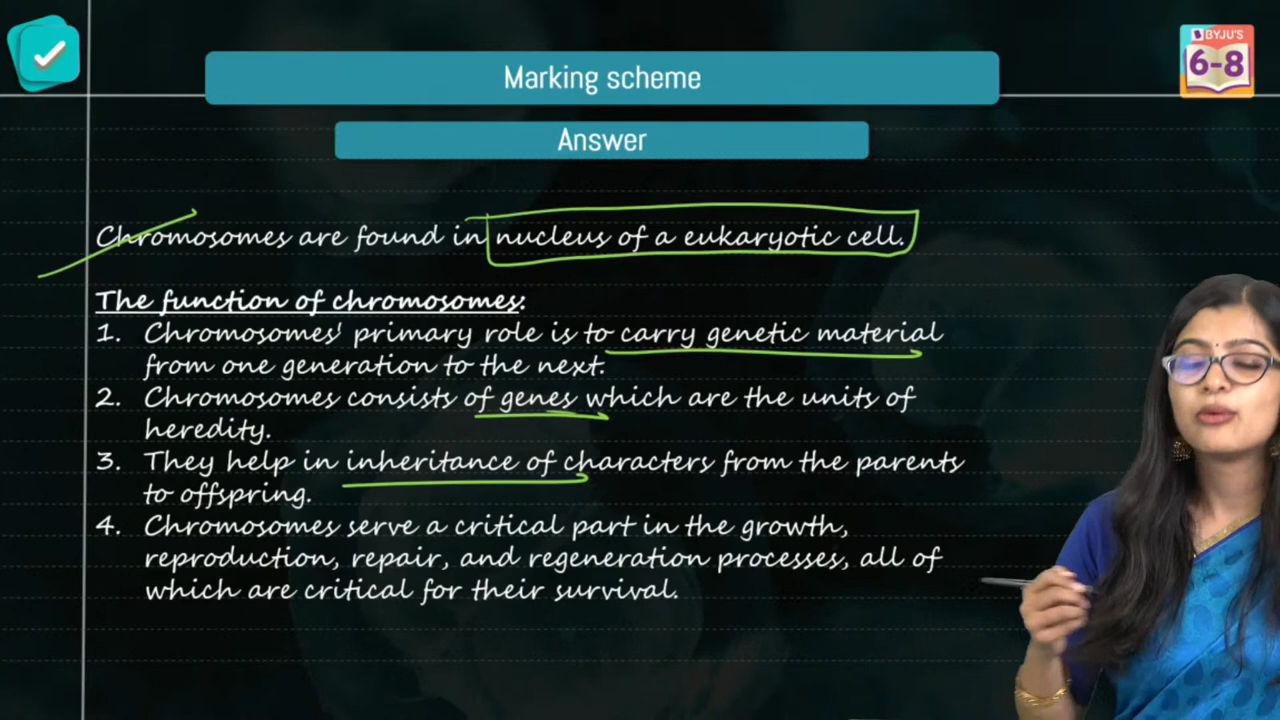 BYJU'S
6-8
Marking scheme
Answer
Chromosomes are found in nucleus of a eukaryotic cell.
The function of chromosomes:
1. Chromosomes' primary role is to carry genetic material
from one generation to the next.
2. Chromosomes consists of genes which are the units of
heredity.
3. They help in inheritance of characters from the parents
to offspring.
4. Chromosomes serve a critical part in the growth,
reproduction, repair, and regeneration processes, all of
which are critical for their survival.